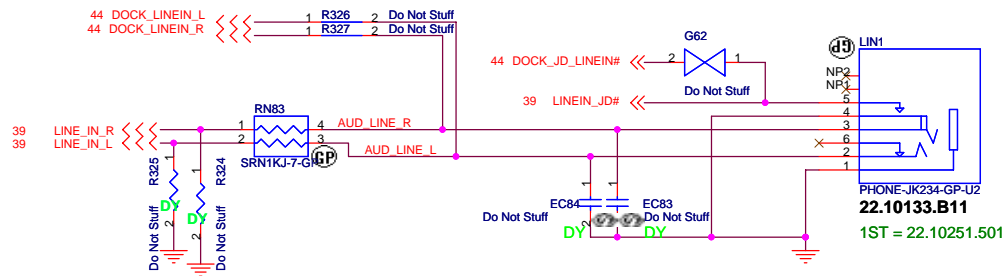 44 DOCK_LINEIN_L 1 R326 2 Do Not Stuff
44 DOCK_LINEIN_R 1 R327 2 Do Not Stuff
G62
44 DOCK_JD_LINEIN# 2 1
Do Not Stuff
39 LINEIN_JD#
GP LIN1
NP2
NP1
5
4
3
6
2
1
PHONE-JK234-GP-U2
22.10133.B11
1ST = 22.10251.501
RN83
39 LINE_IN_R 1 4 AUD_LINE_R
39 LINE_IN_L 2 3 AUD_LINE_L
SRN1KJ-7-GP GP
1 R325 2 DY Do Not Stuff
1 R324 2 DY Do Not Stuff
1 EC84 2 Do Not Stuff DY
1 EC83 Do Not Stuff DY